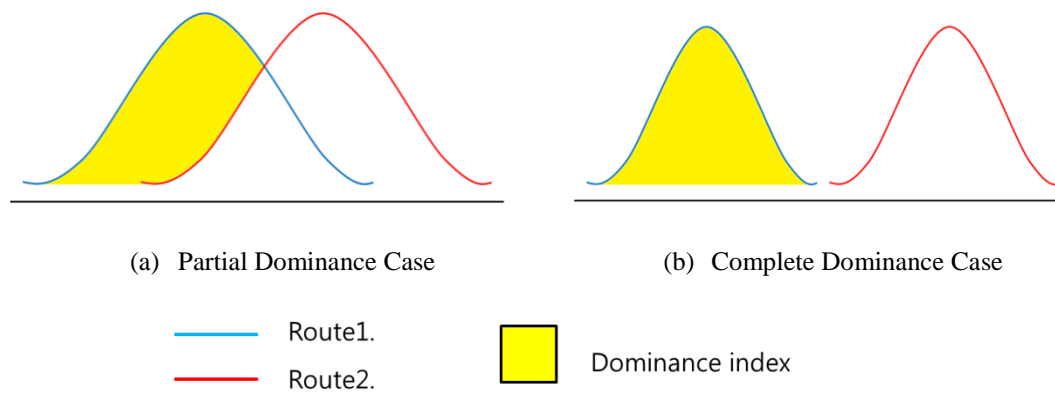 (a) Partial Dominance Case
(b) Complete Dominance Case
Route1.
Route2.
Dominance index